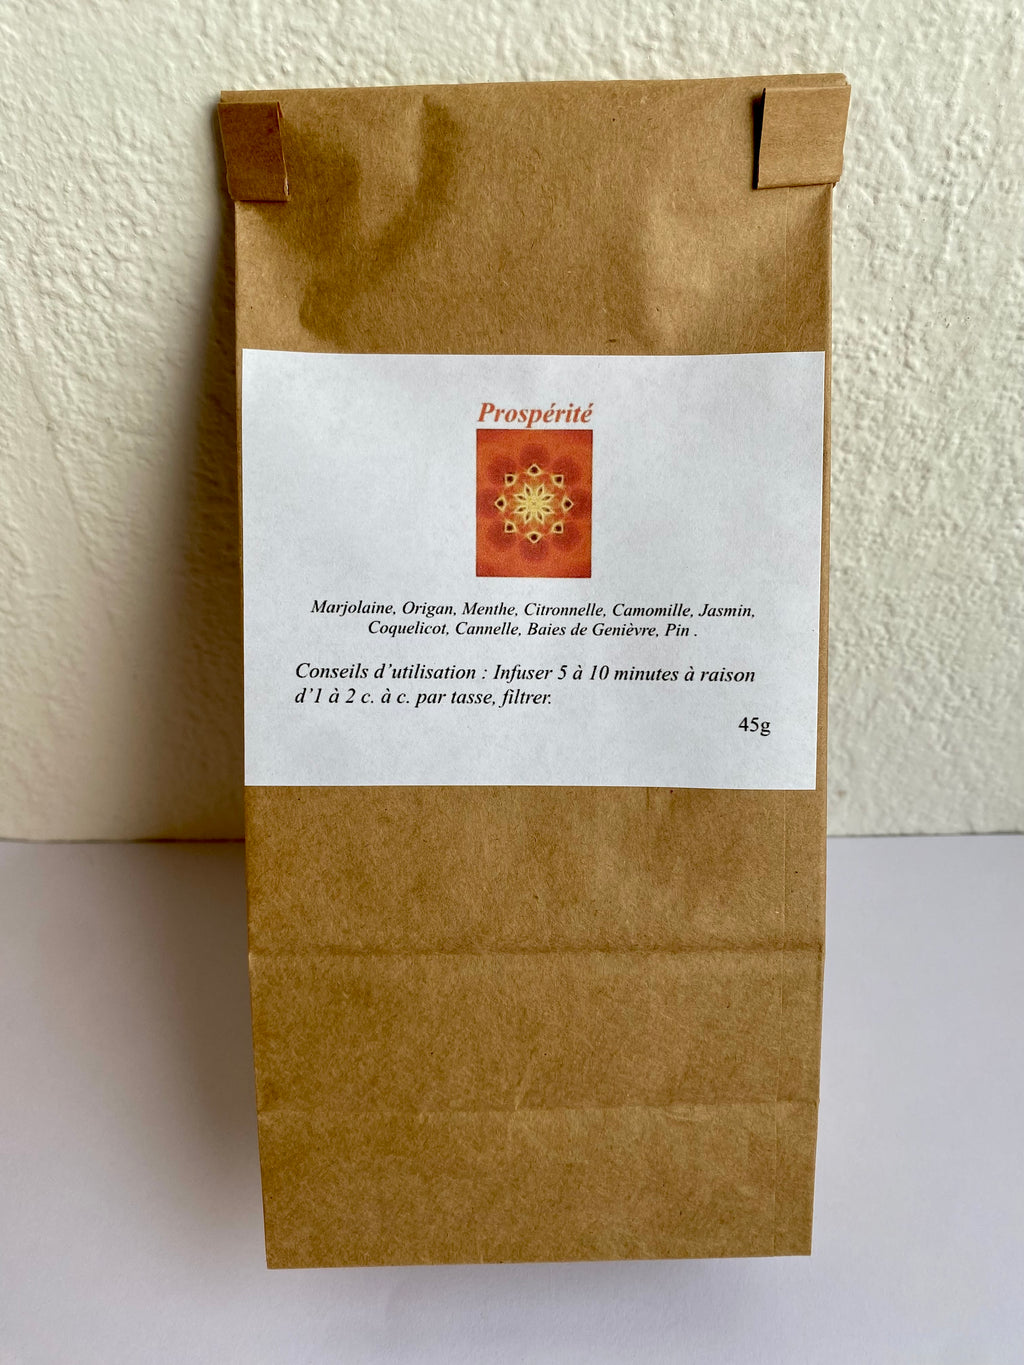 Prospérité
Marjolaine, Origan, Menthe, Citronnelle, Camomille, Jasmin,
Coquelicot, Cannelle, Baies de Genièvre, Pin .
Conseils d’utilisation : Infuser 5 à 10 minutes à raison
d’1 à 2 c. à c. par tasse, filtrer.
45g